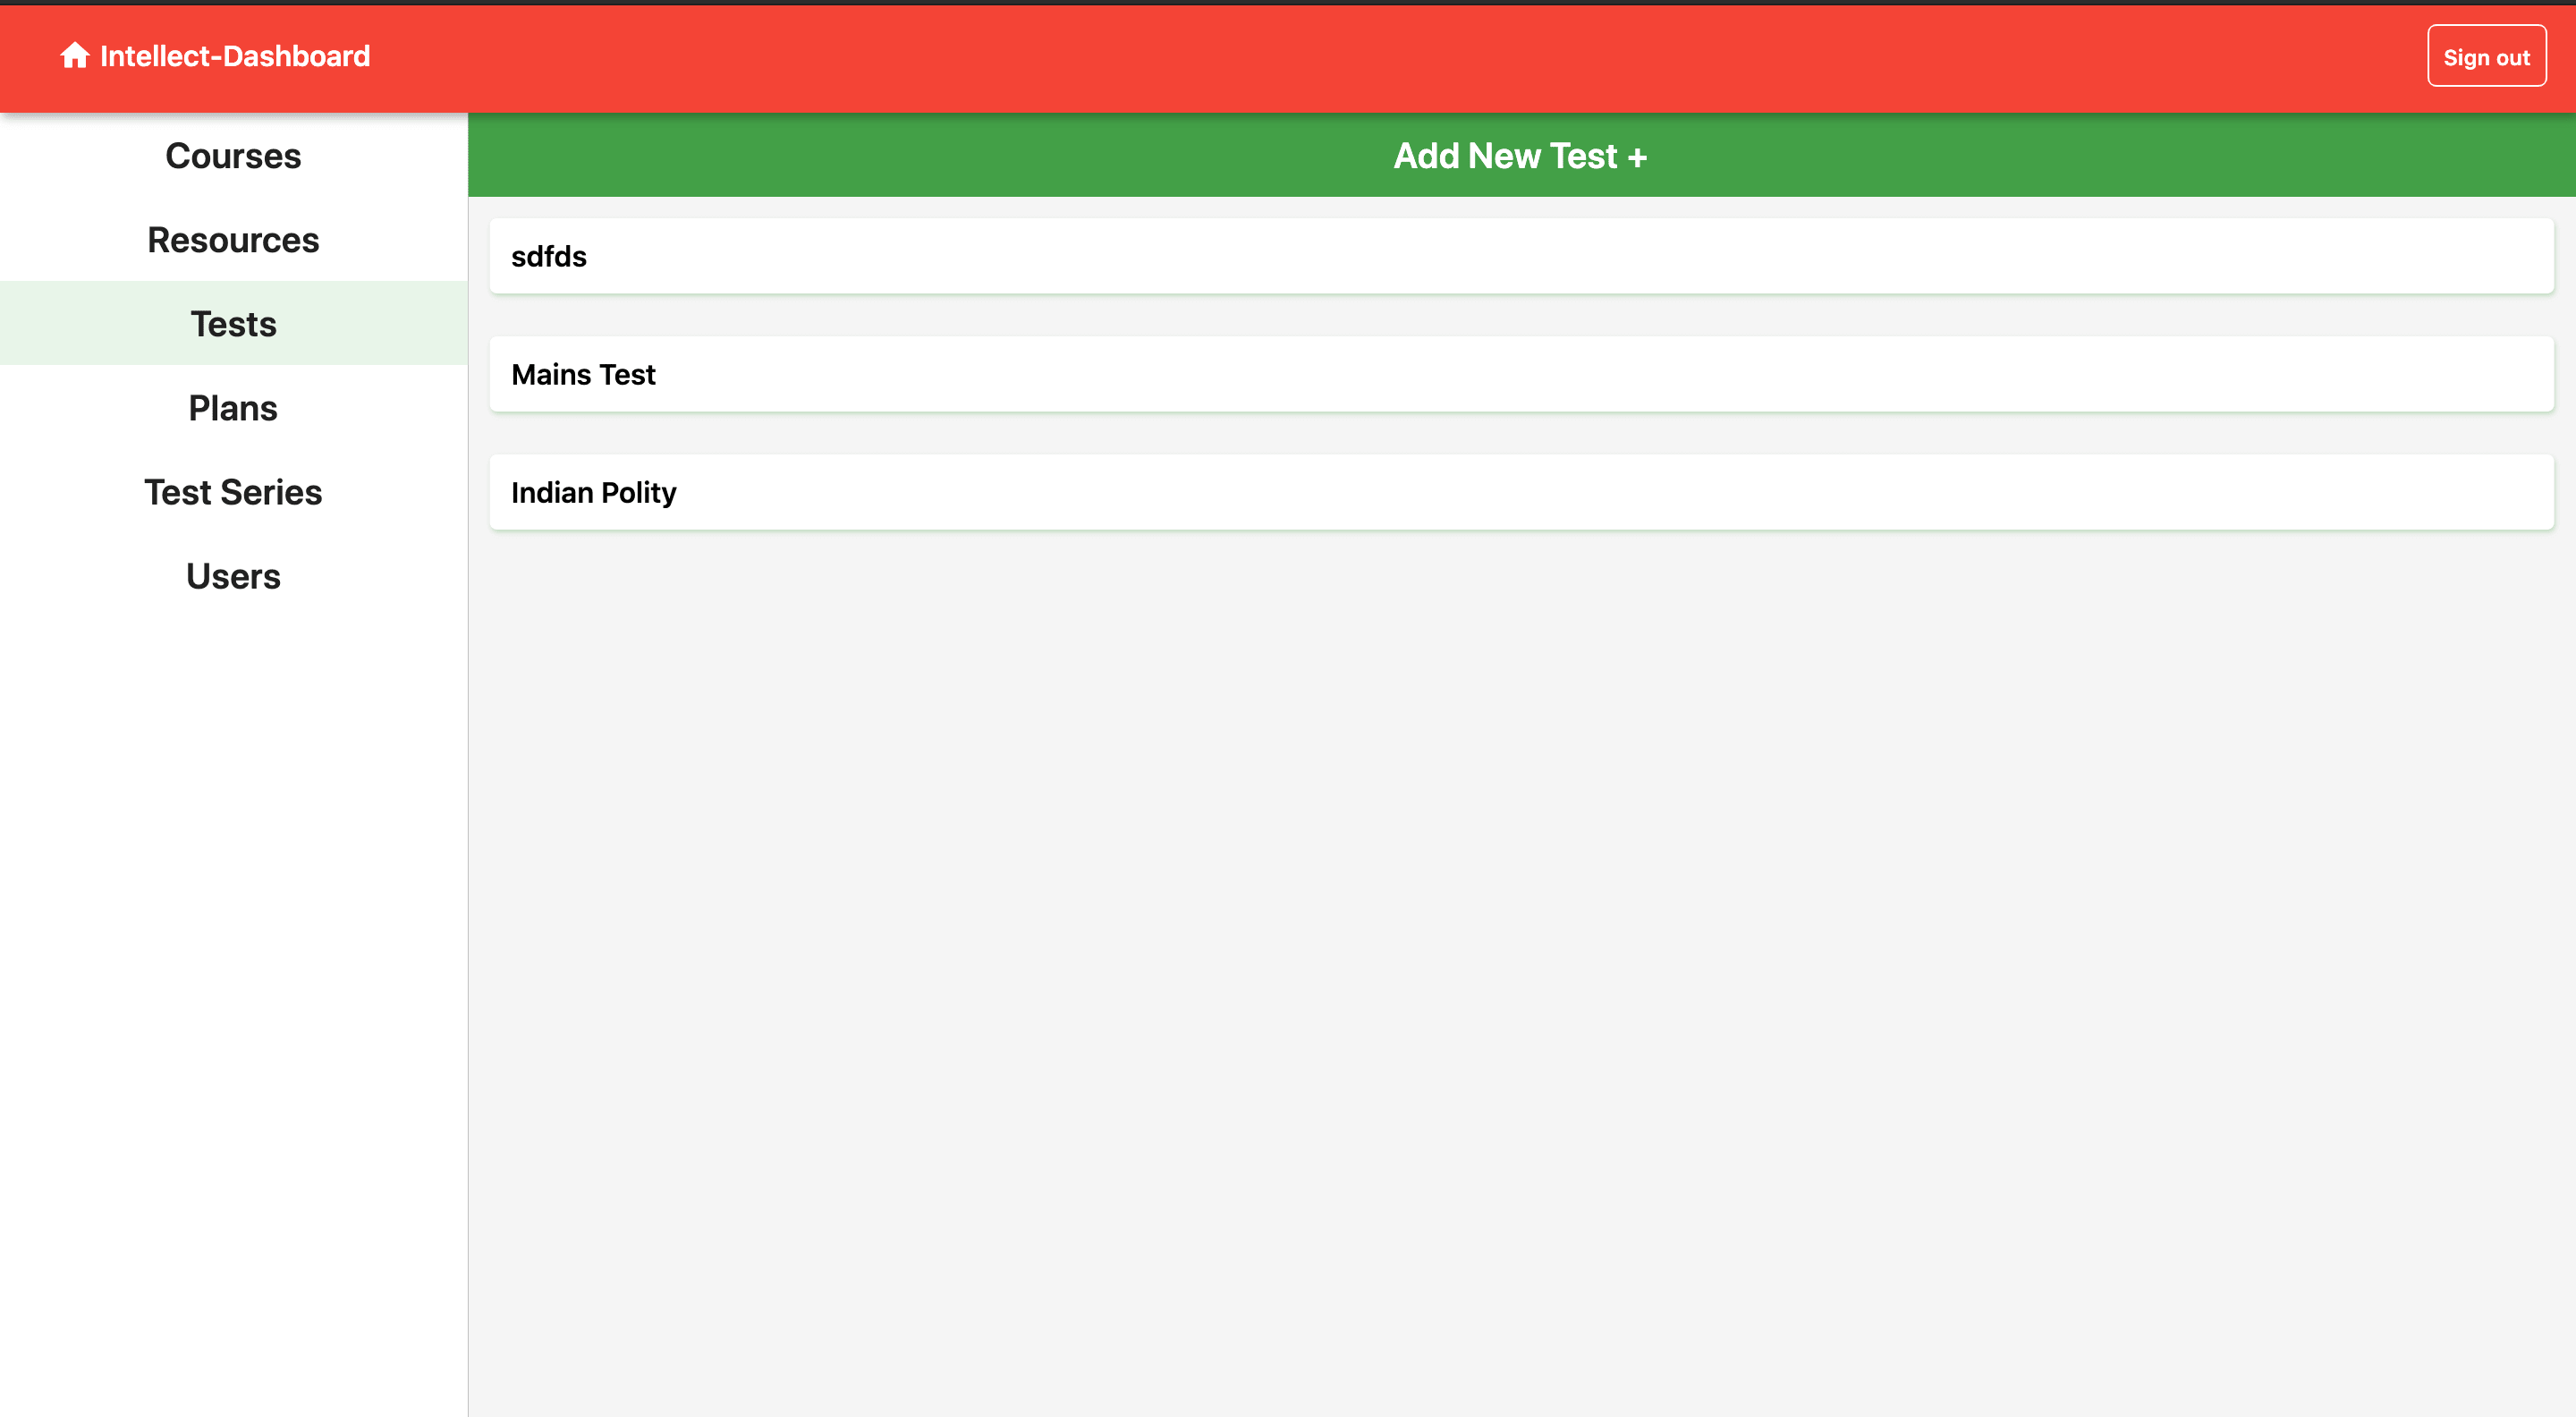 Intellect-Dashboard
Sign out
Courses
Resources
Tests
Plans
Test Series
Users
Add New Test +
sdfds
Mains Test
Indian Polity